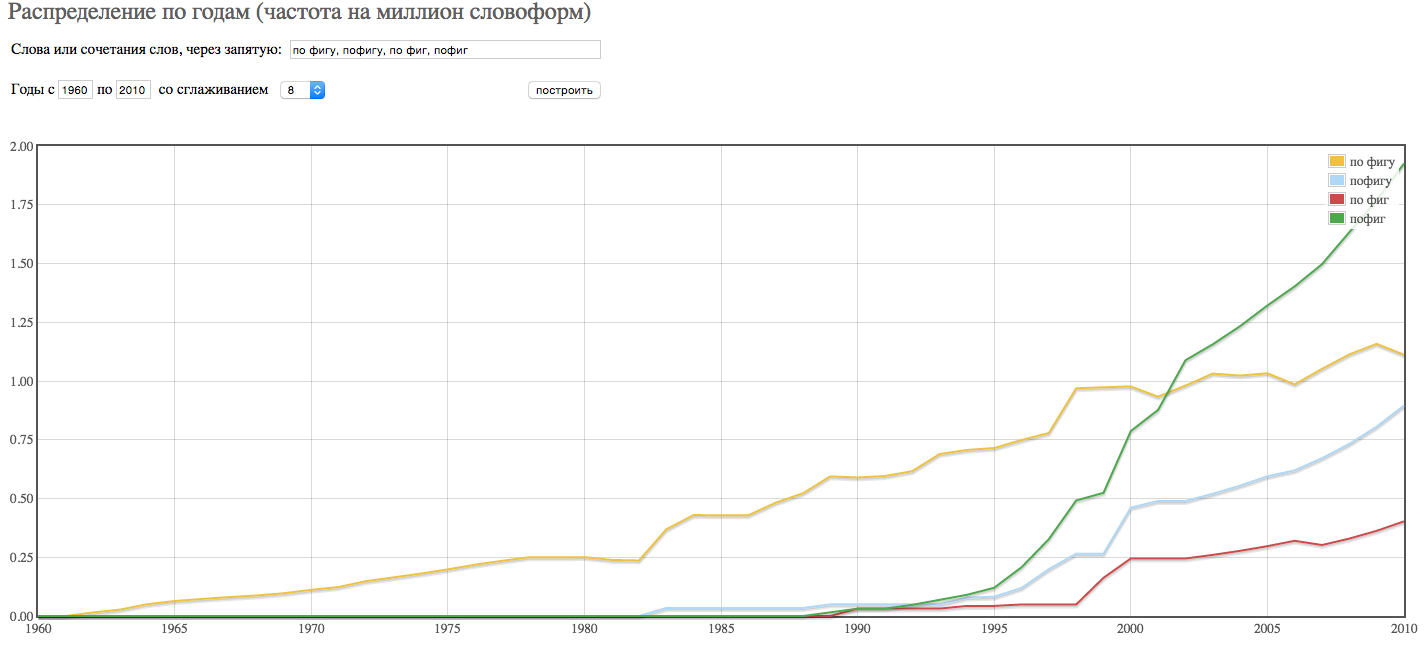 Распределение по годам (частота на миллион словоформ)
Слова или сочетания слов, через запятую: по фигу, пофигу, по фиг, пофиг
Годы с 1960 по 2010 со сглаживанием 8 построить
2.00
1.75
1.50
1.25
1.00
0.75
0.50
0.25
0.00
по фигу
пофигу
по фиг
пофиг
1960 1965 1970 1975 1980 1985 1990 1995 2000 2005 2010